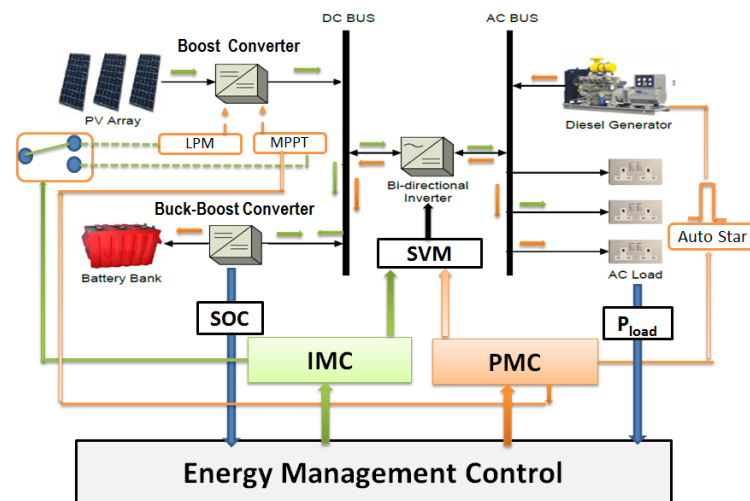 DC BUS
AC BUS
Boost Converter
PV Array
Diesel Generator
LPM
MPPT
Bi-directional
Inverter
Buck-Boost Converter
Battery Bank
SVM
AC Load
Auto Star
SOC
Pload
IMC
PMC
Energy Management Control